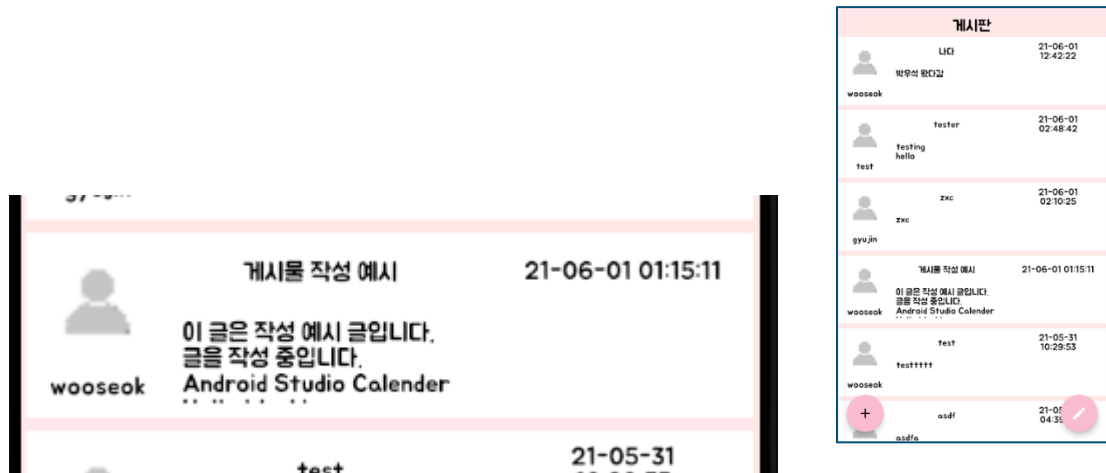 게시물 작성 예시
21-06-01 01:15:11
이 글은 작성 예시 글입니다.
글을 작성 중입니다.
wooseok
Android Studio Calender
21-05-31
test
게시판
나다
21-06-01
12:42:22
박우석 왔다감
wooseok
tester
21-06-01
02:48:42
testing
hello
test
zxc
21-06-01
02:10:25
zxc
gyujin
게시물 작성 예시
21-06-01 01:15:11
이 글은 작성 예시 글입니다.
글을 작성 중입니다.
wooseok
Android Studio Calender
test
21-05-31
10:29:53
testtttt
wooseok
+
asdf
asdfa